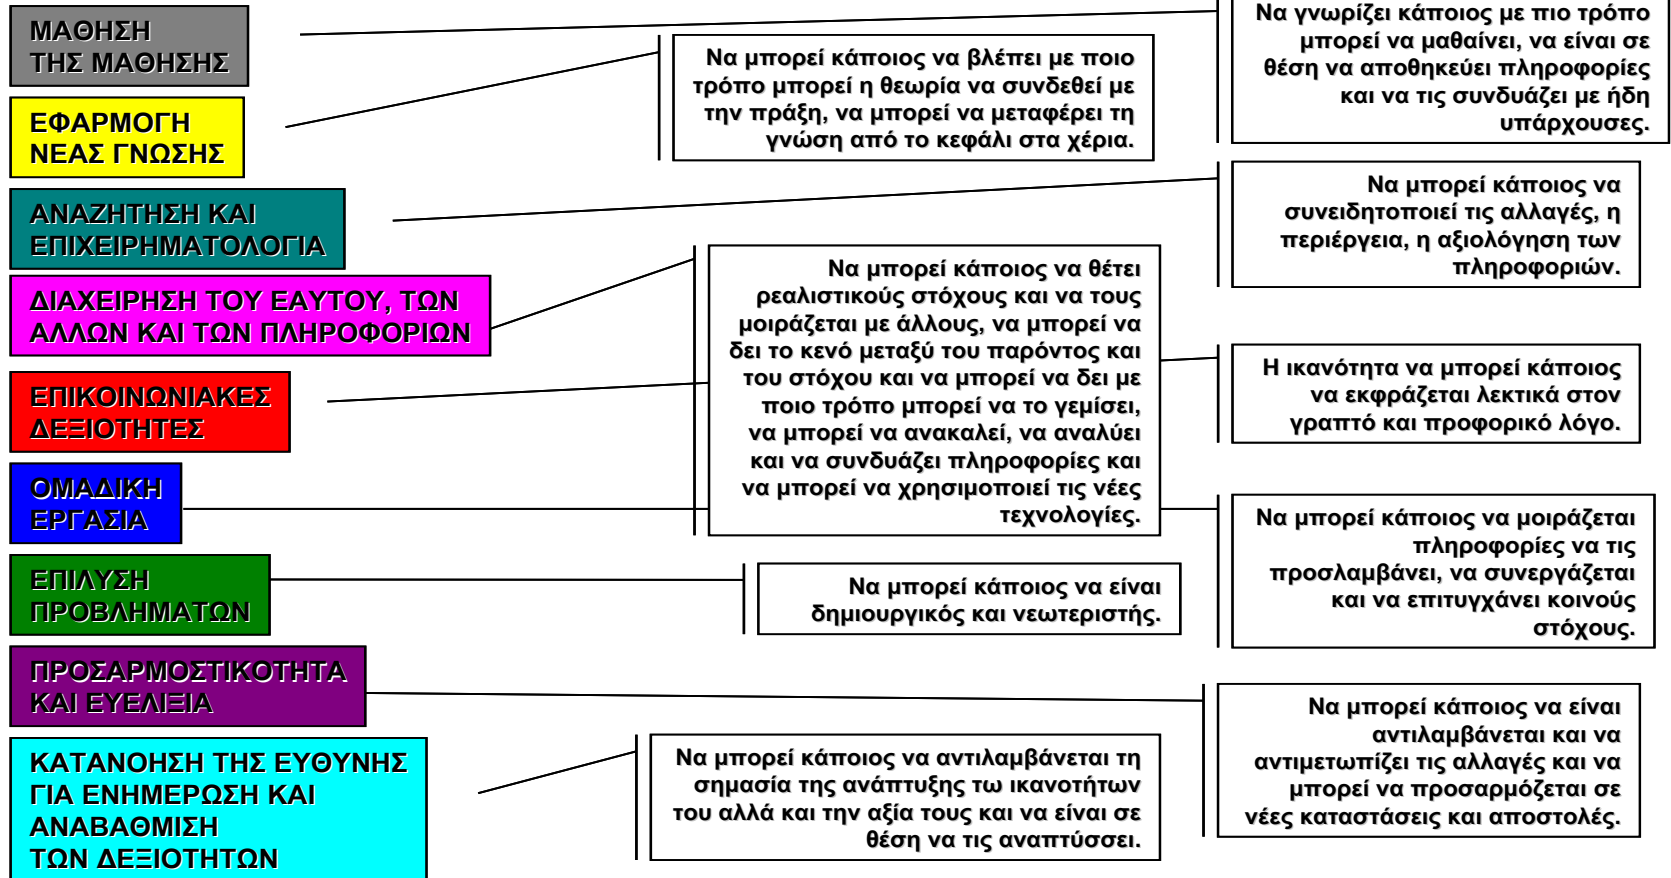 ΜΑΘΗΣΗ
ΤΗΣ ΜΑΘΗΣΗΣ
Να γνωρίζει κάποιος με πιο τρόπο
μπορεί να μαθαίνει, να είναι σε
θέση να αποθηκεύει πληροφορίες
και να τις συνδυάζει με ήδη
υπάρχουσες.
ΕΦΑΡΜΟΓΗ
ΝΕΑΣ ΓΝΩΣΗΣ
Να μπορεί κάποιος να βλέπει με ποιο
τρόπο μπορεί η θεωρία να συνδεθεί με
την πράξη, να μπορεί να μεταφέρει τη
γνώση από το κεφάλι στα χέρια.
ΑΝΑΖΗΤΗΣΗ ΚΑΙ
ΕΠΙΧΕΙΡΗΜΑΤΟΛΟΓΙΑ
Να μπορεί κάποιος να
συνειδητοποιεί τις αλλαγές, η
περιέργεια, η αξιολόγηση των
πληροφοριών.
ΔΙΑΧΕΙΡΗΣΗ ΤΟΥ ΕΑΥΤΟΥ, ΤΩΝ
ΑΛΛΩΝ ΚΑΙ ΤΩΝ ΠΛΗΡΟΦΟΡΙΩΝ
Να μπορεί κάποιος να θέτει
ρεαλιστικούς στόχους και να τους
μοιράζεται με άλλους, να μπορεί να
δει το κενό μεταξύ του παρόντος και
του στόχου και να μπορεί να δει με
ποιο τρόπο μπορεί να το γεμίσει,
να μπορεί να ανακαλεί, να αναλύει
και να συνδυάζει πληροφορίες και
να μπορεί να χρησιμοποιεί τις νέες
τεχνολογίες.
ΕΠΙΚΟΙΝΩΝΙΑΚΕΣ
ΔΕΞΙΟΤΗΤΕΣ
Η ικανότητα να μπορεί κάποιος
να εκφράζεται λεκτικά στον
γραπτό και προφορικό λόγο.
ΟΜΑΔΙΚΗ
ΕΡΓΑΣΙΑ
Να μπορεί κάποιος να μοιράζεται
πληροφορίες να τις
προσλαμβάνει, να συνεργάζεται
και να επιτυγχάνει κοινούς
στόχους.
ΕΠΙΛΥΣΗ
ΠΡΟΒΛΗΜΑΤΩΝ
Να μπορεί κάποιος να είναι
δημιουργικός και νεωτεριστής.
ΠΡΟΣΑΡΜΟΣΤΙΚΟΤΗΤΑ
ΚΑΙ ΕΥΕΛΙΞΙΑ
Να μπορεί κάποιος να είναι
αντιλαμβάνεται και να
αντιμετωπίζει τις αλλαγές και να
μπορεί να προσαρμόζεται σε
νέες καταστάσεις και αποστολές.
ΚΑΤΑΝΟΗΣΗ ΤΗΣ ΕΥΘΥΝΗΣ
ΓΙΑ ΕΝΗΜΕΡΩΣΗ ΚΑΙ
ΑΝΑΒΑΘΜΙΣΗ
ΤΩΝ ΔΕΞΙΟΤΗΤΩΝ
Να μπορεί κάποιος να αντιλαμβάνεται τη
σημασία της ανάπτυξης τω ικανοτήτων
του αλλά και την αξία τους και να είναι σε
θέση να τις αναπτύσσει.